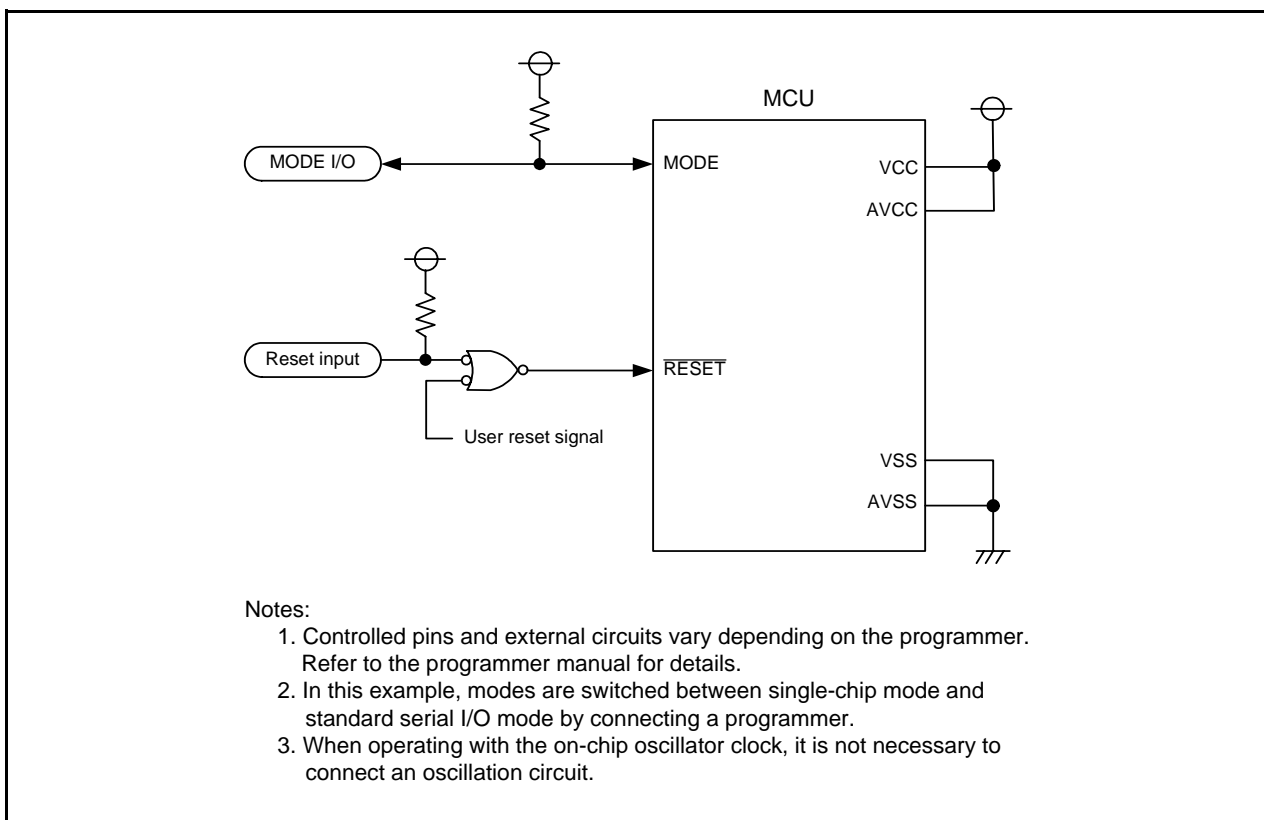 MCU
MODE I/O
MODE
VCC
AVCC
Reset input
RESET
User reset signal
VSS
AVSS
Notes:
1. Controlled pins and external circuits vary depending on the programmer.
Refer to the programmer manual for details.
2. In this example, modes are switched between single-chip mode and
standard serial I/O mode by connecting a programmer.
3. When operating with the on-chip oscillator clock, it is not necessary to
connect an oscillation circuit.